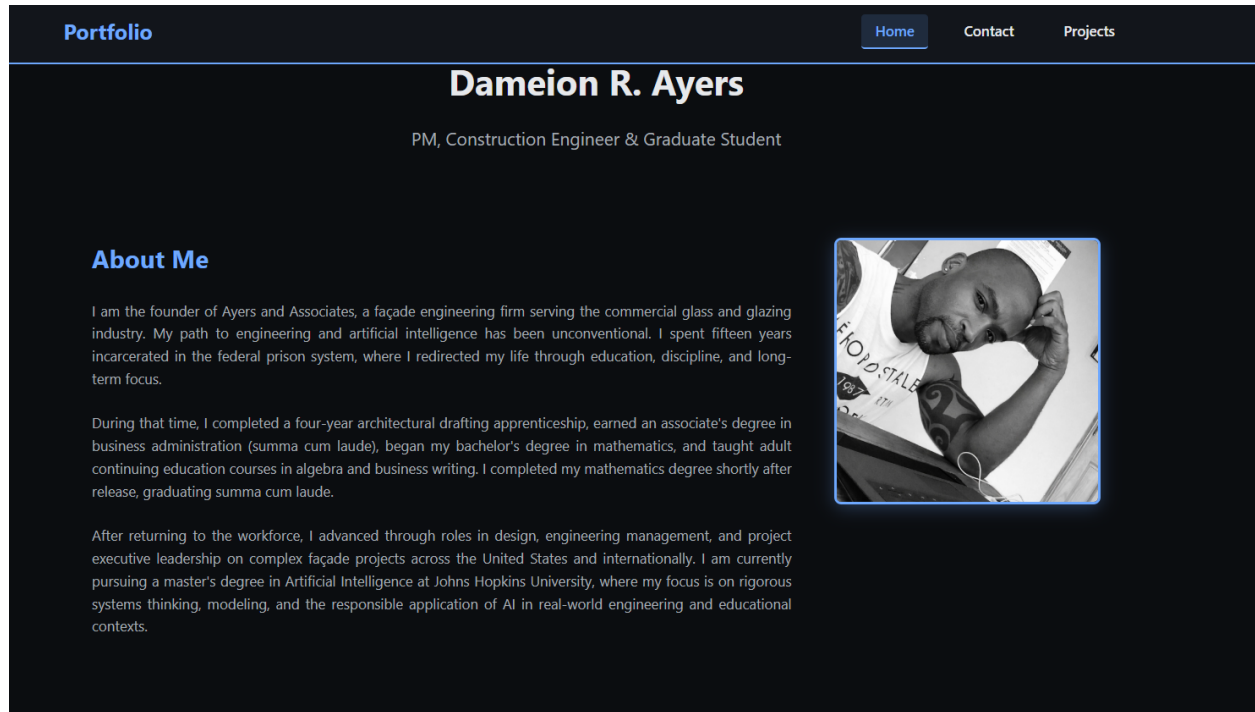 Portfolio
Home
Contact
Projects
Dameion R. Ayers
PM, Construction Engineer & Graduate Student
About Me
I am the founder of Ayers and Associates, a façade engineering firm serving the commercial glass and glazing
industry. My path to engineering and artificial intelligence has been unconventional. I spent fifteen years
incarcerated in the federal prison system, where I redirected my life through education, discipline, and long-
term focus.
During that time, I completed a four-year architectural drafting apprenticeship, earned an associate's degree in
business administration (summa cum laude), began my bachelor's degree in mathematics, and taught adult
continuing education courses in algebra and business writing. I completed my mathematics degree shortly after
release, graduating summa cum laude.
After returning to the workforce, I advanced through roles in design, engineering management, and project
executive leadership on complex façade projects across the United States and internationally. I am currently
pursuing a master's degree in Artificial Intelligence at Johns Hopkins University, where my focus is on rigorous
systems thinking, modeling, and the responsible application of AI in real-world engineering and educational
contexts.
AÉROPOSTALE
1987